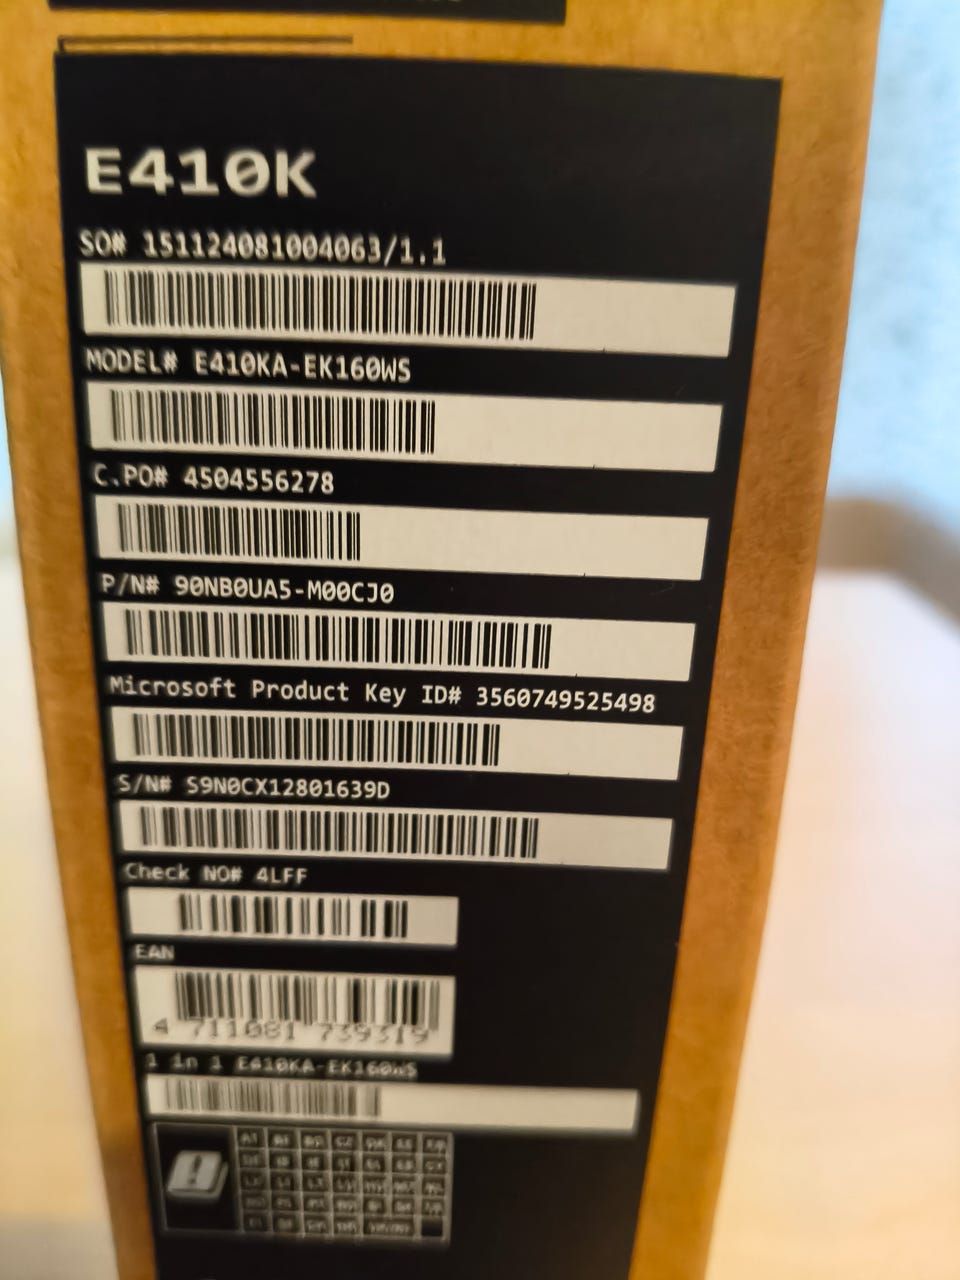 E410K
SO# 151124081004063/1.1
MODEL# E410KA-EK160WS
C.PO# 4504556278
P/N# 90NB0UA5-M00CJ0
Microsoft Product Key ID# 3560749525498
S/N# S9N0CX12801639D
Check NO# 4LFF
EAN
4 711081 739319
1 in 1 E410KA-EK160WS